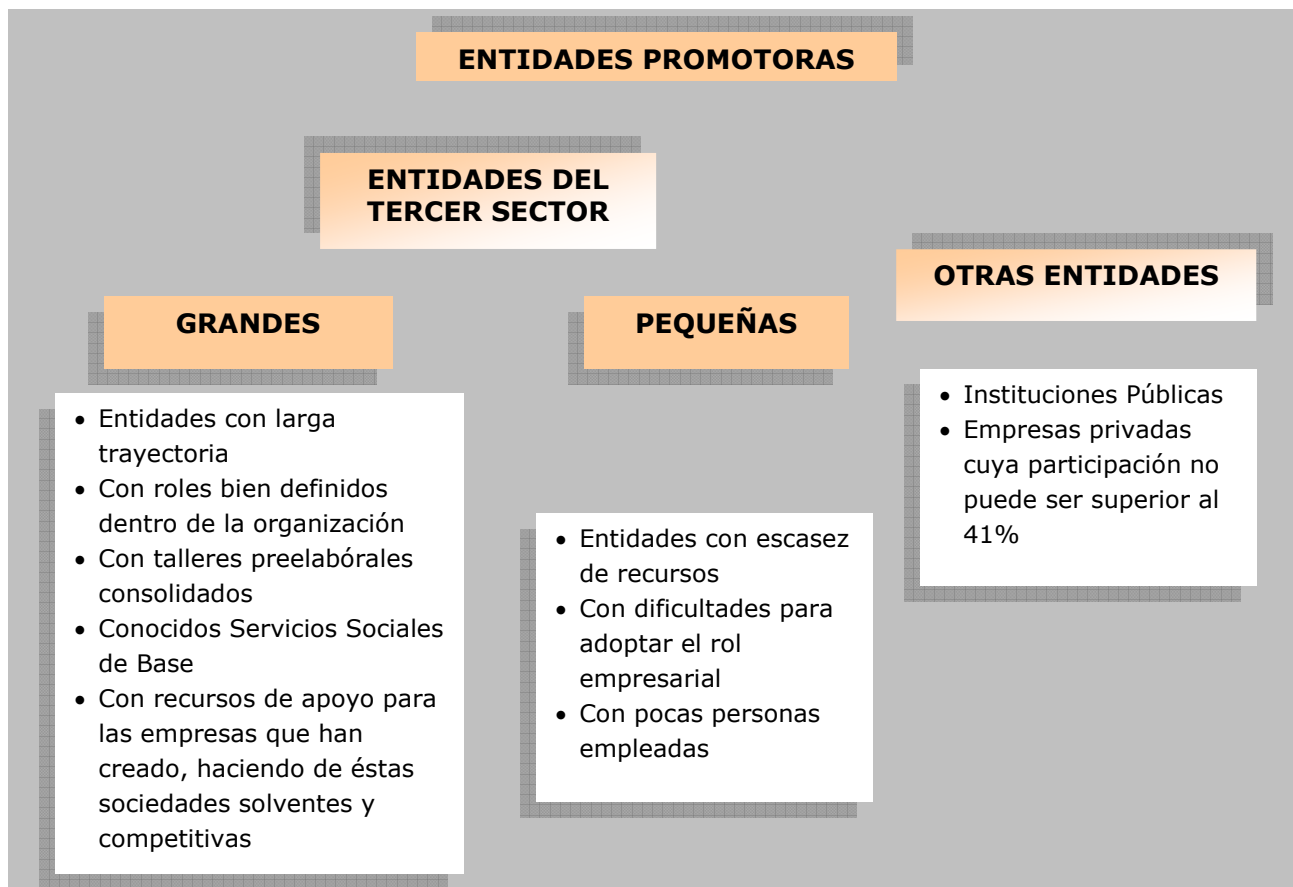 ENTIDADES PROMOTORAS
ENTIDADES DEL
TERCER SECTOR
OTRAS ENTIDADES
GRANDES
PEQUEÑAS
• Entidades con larga
trayectoria
• Con roles bien definidos
dentro de la organización
• Con talleres preelabórales
consolidados
• Conocidos Servicios Sociales
de Base
• Con recursos de apoyo para
las empresas que han
creado, haciendo de éstas
sociedades solventes y
competitivas
• Entidades con escasez
de recursos
• Con dificultades para
adoptar el rol
empresarial
• Con pocas personas
empleadas
• Instituciones Públicas
• Empresas privadas
cuya participación no
puede ser superior al
41%